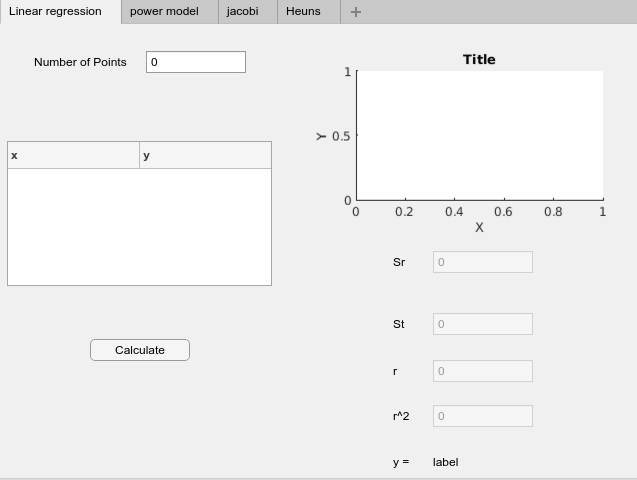 Linear regression power model jacobi Heuns +
Number of Points 0
x y
Calculate
Title
1
0.5
0
Y
0 0.2 0.4 0.6 0.8 1
X
Sr 0
St 0
r 0
r^2 0
y = label